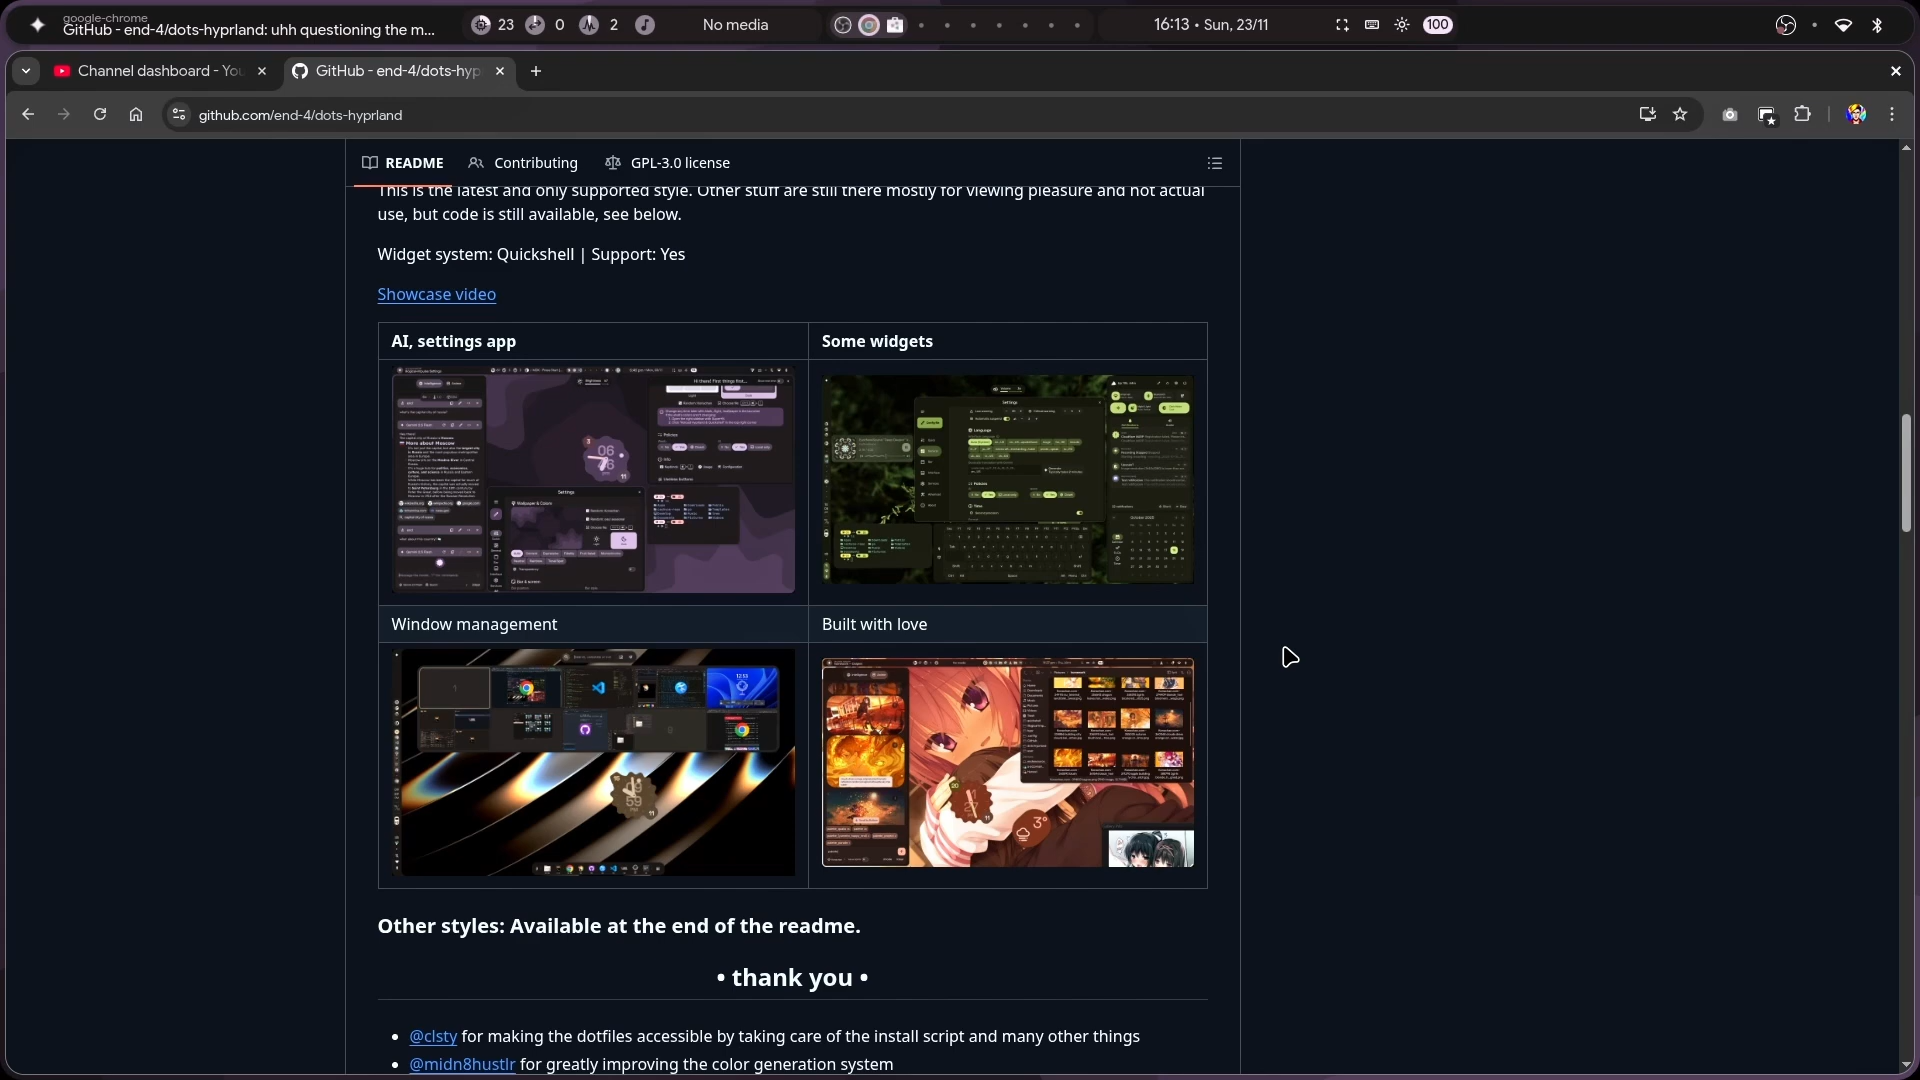 google-chrome
GitHub - end-4/dots-hyprland: uhh questioning the m...
23
0
2
No media
16:13 • Sun, 23/11
100
Channel dashboard - You
GitHub - end-4/dots-hyp
github.com/end-4/dots-hyprland
README
Contributing
GPL-3.0 license
This is the latest and only supported style. Other stuff are still there mostly for viewing pleasure and not actual
use, but code is still available, see below.
Widget system: Quickshell | Support: Yes
Showcase video
AI, settings app
Some widgets
More about Moscow
Settings
Settings
Language
Window management
Built with love
Other styles: Available at the end of the readme.
• thank you •
• @clsty for making the dotfiles accessible by taking care of the install script and many other things
• @midn8hustlr for greatly improving the color generation system